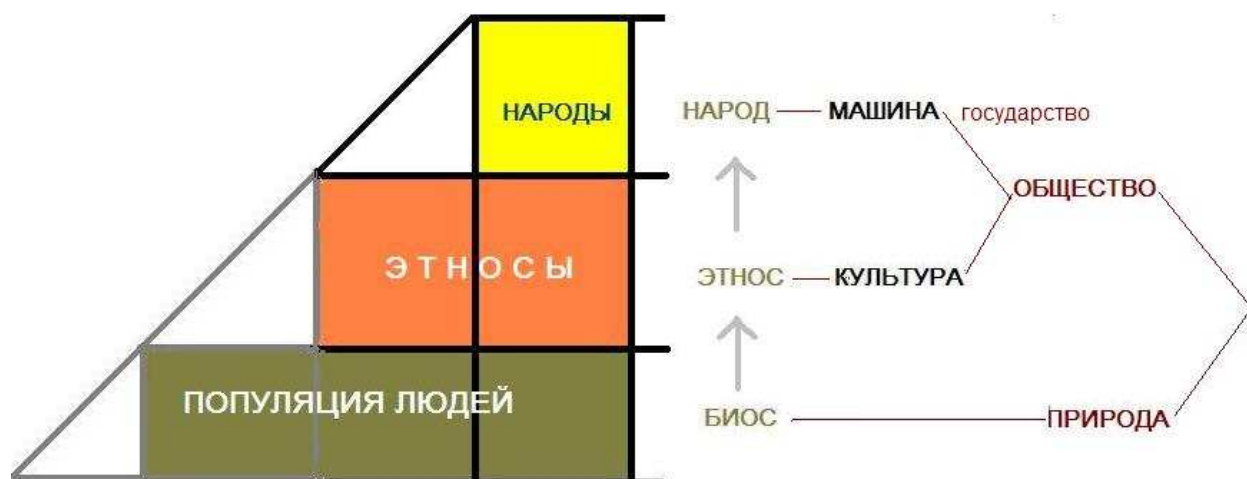 НАРОДЫ
НАРОД МАШИНА государство
ОБЩЕСТВО
ЭТНОСЫ
ЭТНОС КУЛЬТУРА
ПОПУЛЯЦИЯ ЛЮДЕЙ
БИОС ПРИРОДА